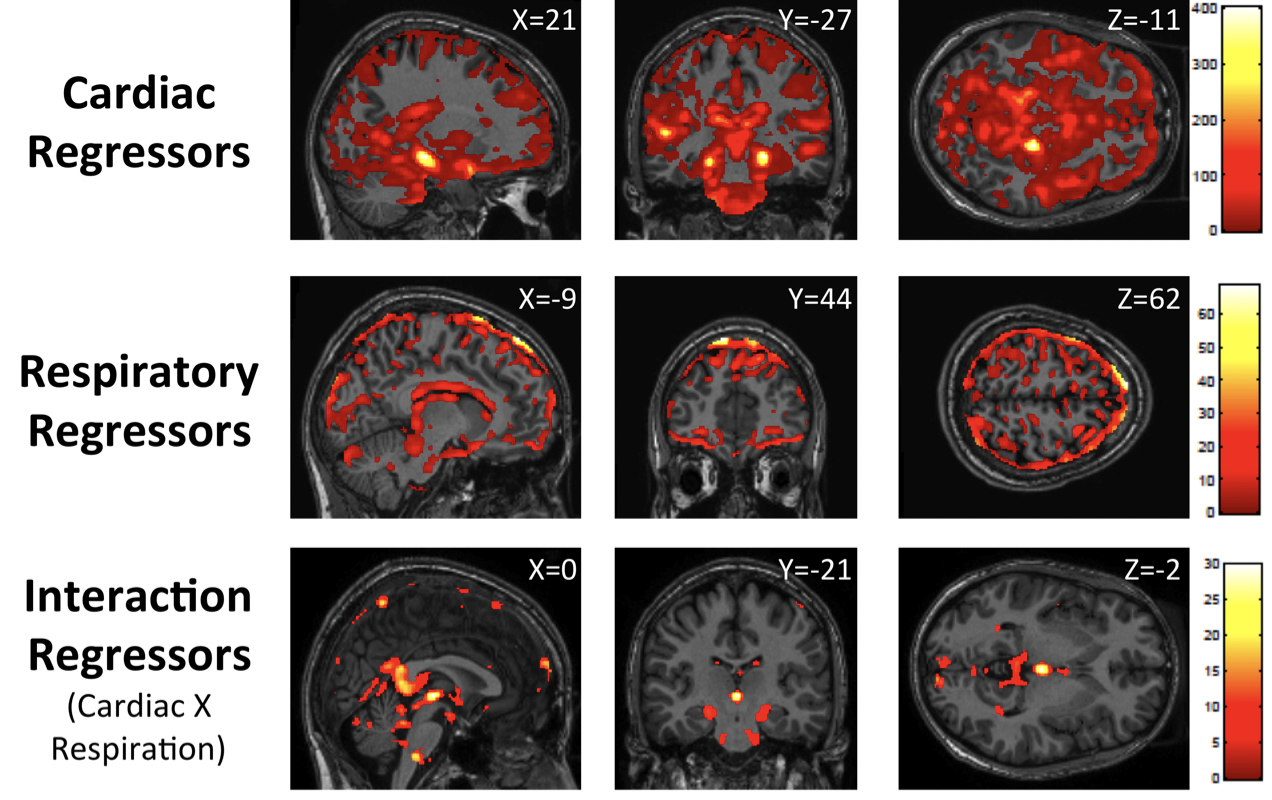 Cardiac
Regressors
X=21
Y=-27
Z=-11
400
300
200
100
0
Respiratory
Regressors
X=-9
Y=44
Z=62
60
50
40
30
20
10
0
Interaction
Regressors
(Cardiac X
Respiration)
X=0
Y=-21
Z=-2
30
25
20
15
10
5
0